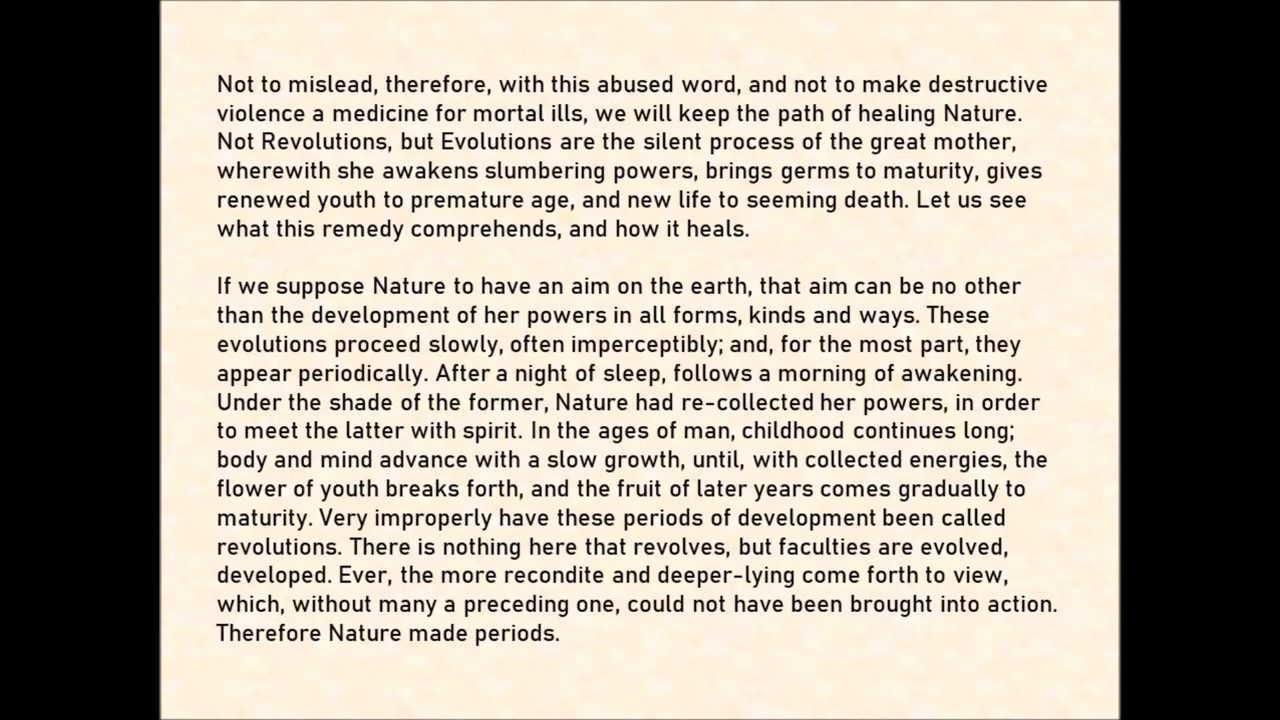 Not to mislead, therefore, with this abused word, and not to make destructive
violence a medicine for mortal ills, we will keep the path of healing Nature.
Not Revolutions, but Evolutions are the silent process of the great mother,
wherewith she awakens slumbering powers, brings germs to maturity, gives
renewed youth to premature age, and new life to seeming death. Let us see
what this remedy comprehends, and how it heals.
If we suppose Nature to have an aim on the earth, that aim can be no other
than the development of her powers in all forms, kinds and ways. These
evolutions proceed slowly, often imperceptibly; and, for the most part, they
appear periodically. After a night of sleep, follows a morning of awakening.
Under the shade of the former, Nature had re-collected her powers, in order
to meet the latter with spirit. In the ages of man, childhood continues long;
body and mind advance with a slow growth, until, with collected energies, the
flower of youth breaks forth, and the fruit of later years comes gradually to
maturity. Very improperly have these periods of development been called
revolutions. There is nothing here that revolves, but faculties are evolved,
developed. Ever, the more recondite and deeper-lying come forth to view,
which, without many a preceding one, could not have been brought into action.
Therefore Nature made periods.